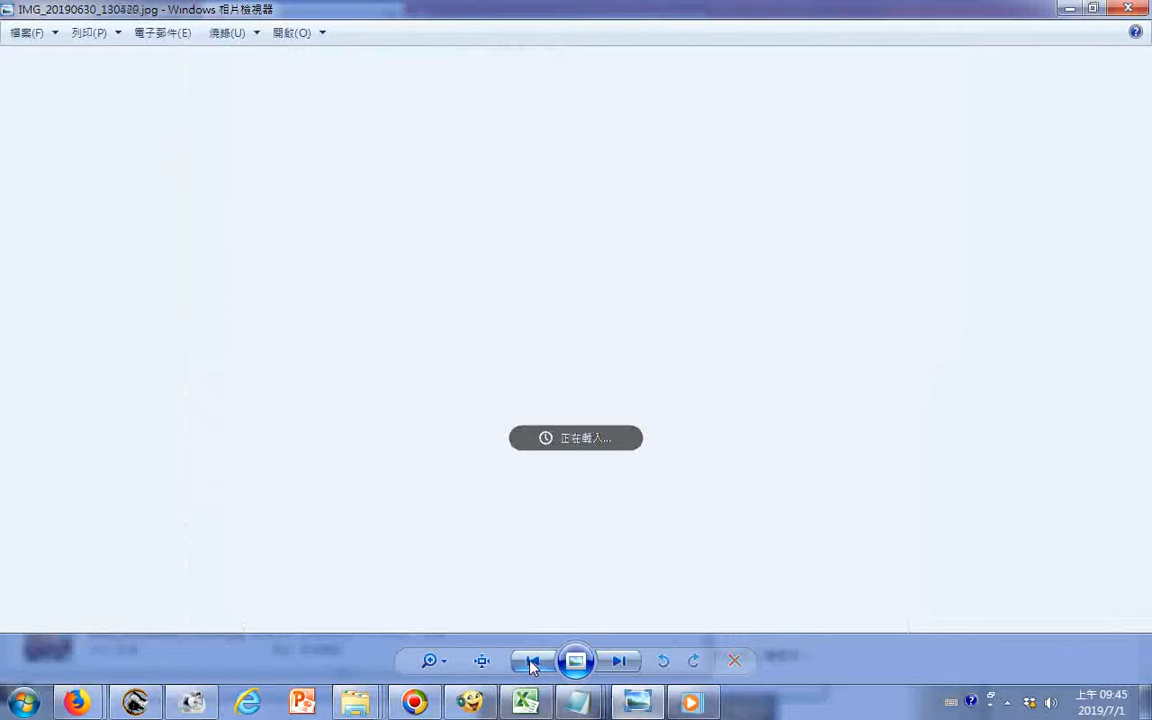 IMG_20190630_130429.jpg - Windows 相片檢視器
檔案(F) 列印(P) 電子郵件(E) 燒錄(U) 開啟(O)
正在載入...
上午 09:45
2019/7/1